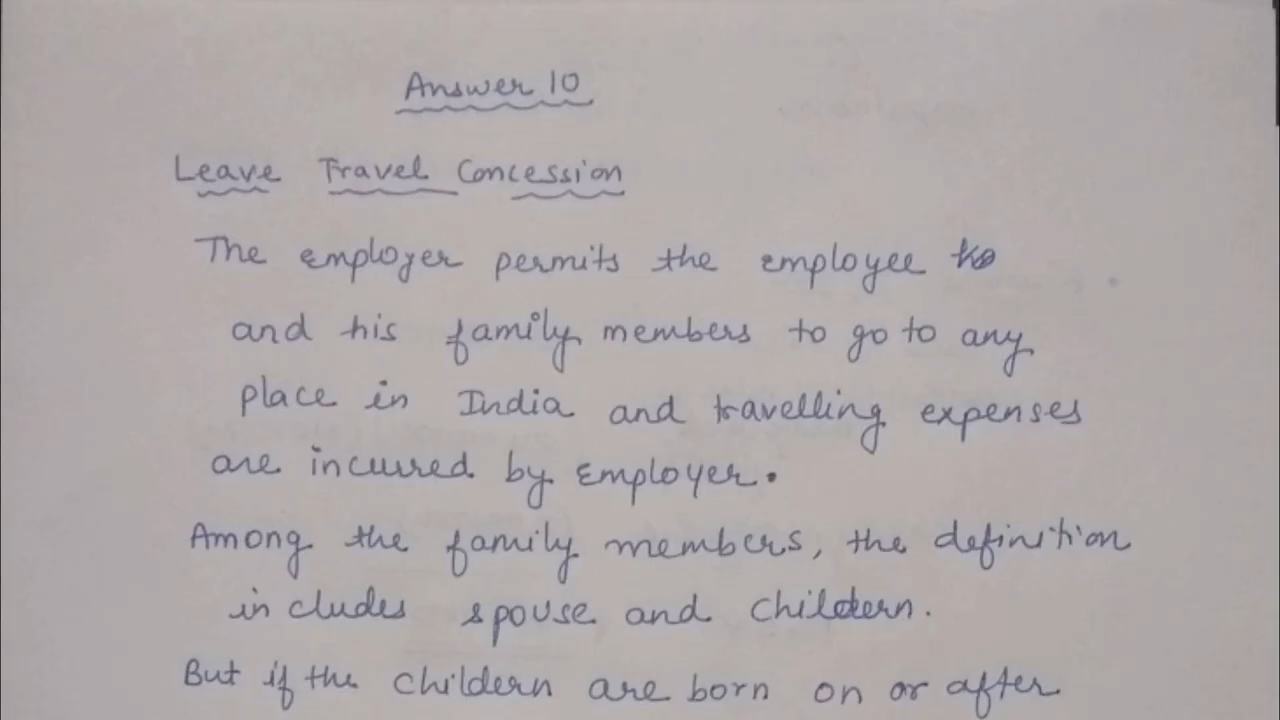 Answer 10
Leave Travel Concession
The employer permits the employee to
and his family members to go to any
place in India and travelling expenses
are incurred by Employer.
Among the family members, the definition
includes spouse and childern.
But if the childern are born on or after